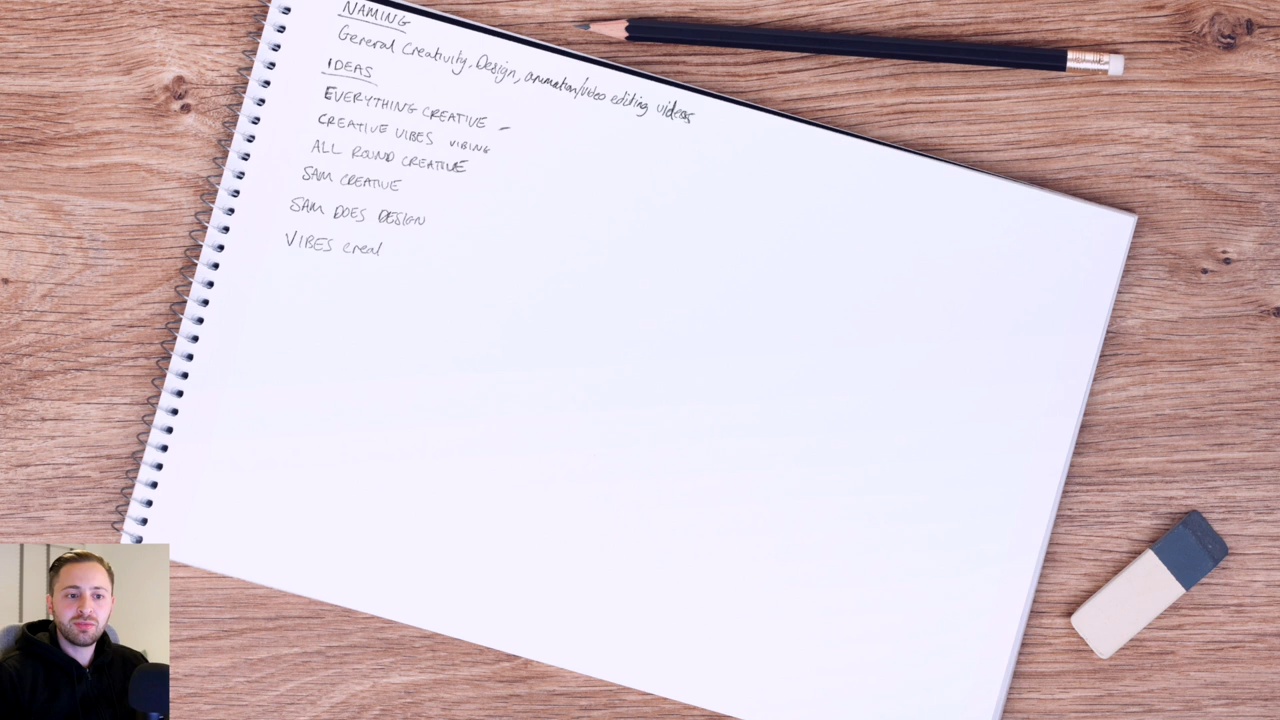 NAMING
General Creativity, Design, animation/video editing videos
IDEAS
EVERYTHING CREATIVE -
CREATIVE VIBES VIBING
ALL ROUND CREATIVE
SAM CREATIVE
SAM DOES DESIGN
VIBES creal